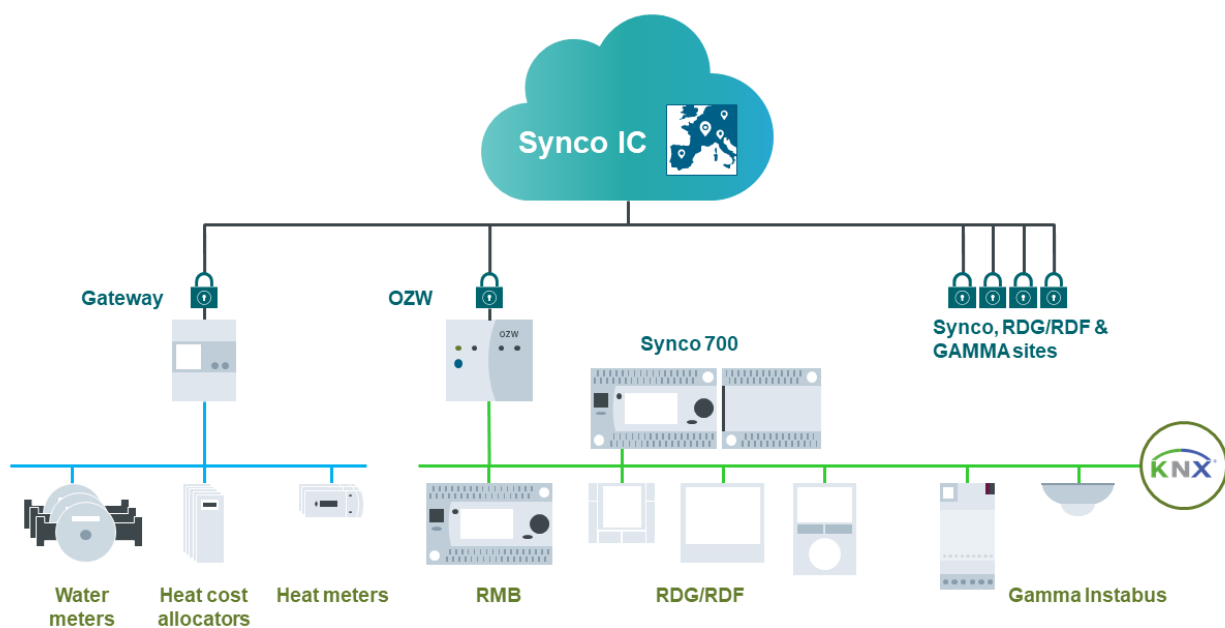 Synco IC
Gateway
OZW
OZW
Synco 700
Synco, RDG/RDF &
GAMMA sites
KNX
Water
meters
Heat cost
allocators
Heat meters
RMB
RDG/RDF
Gamma Instabus